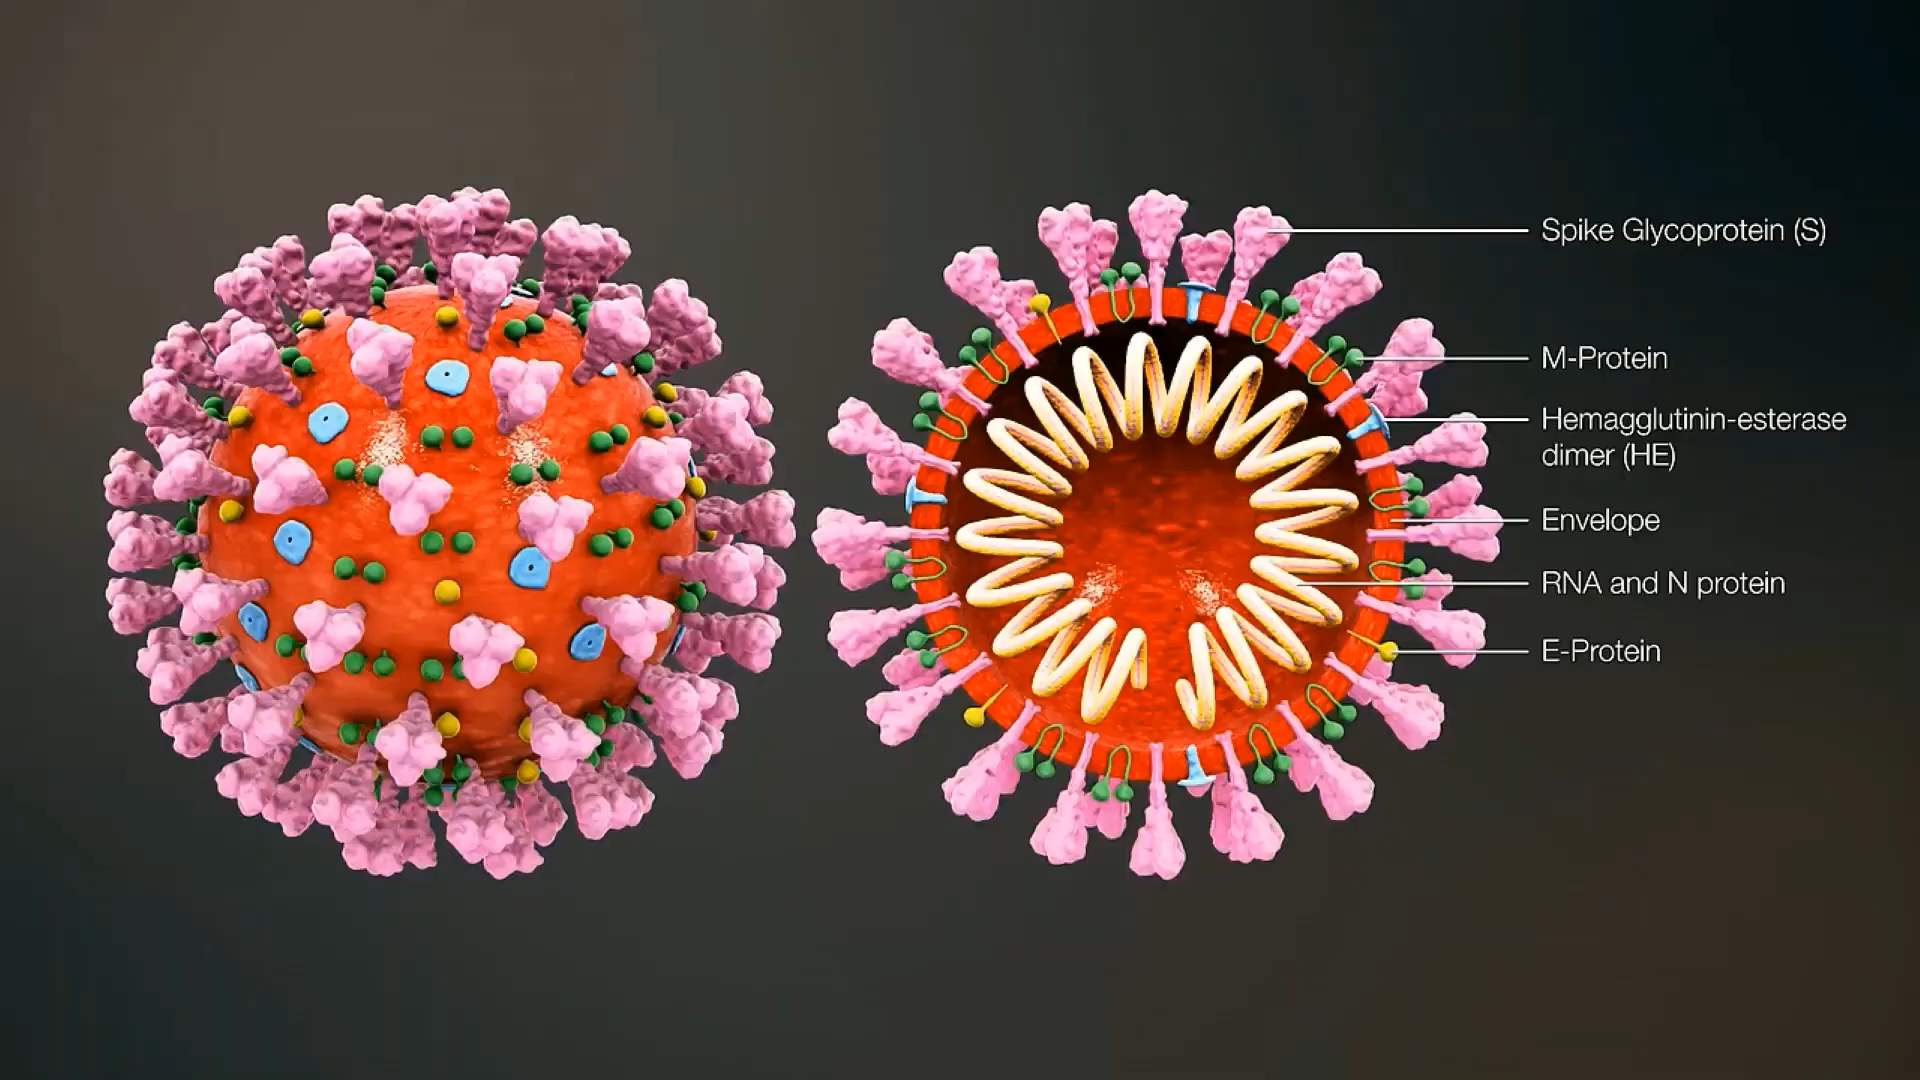 Spike Glycoprotein (S)
M-Protein
Hemagglutinin-esterase
dimer (HE)
Envelope
RNA and N protein
E-Protein